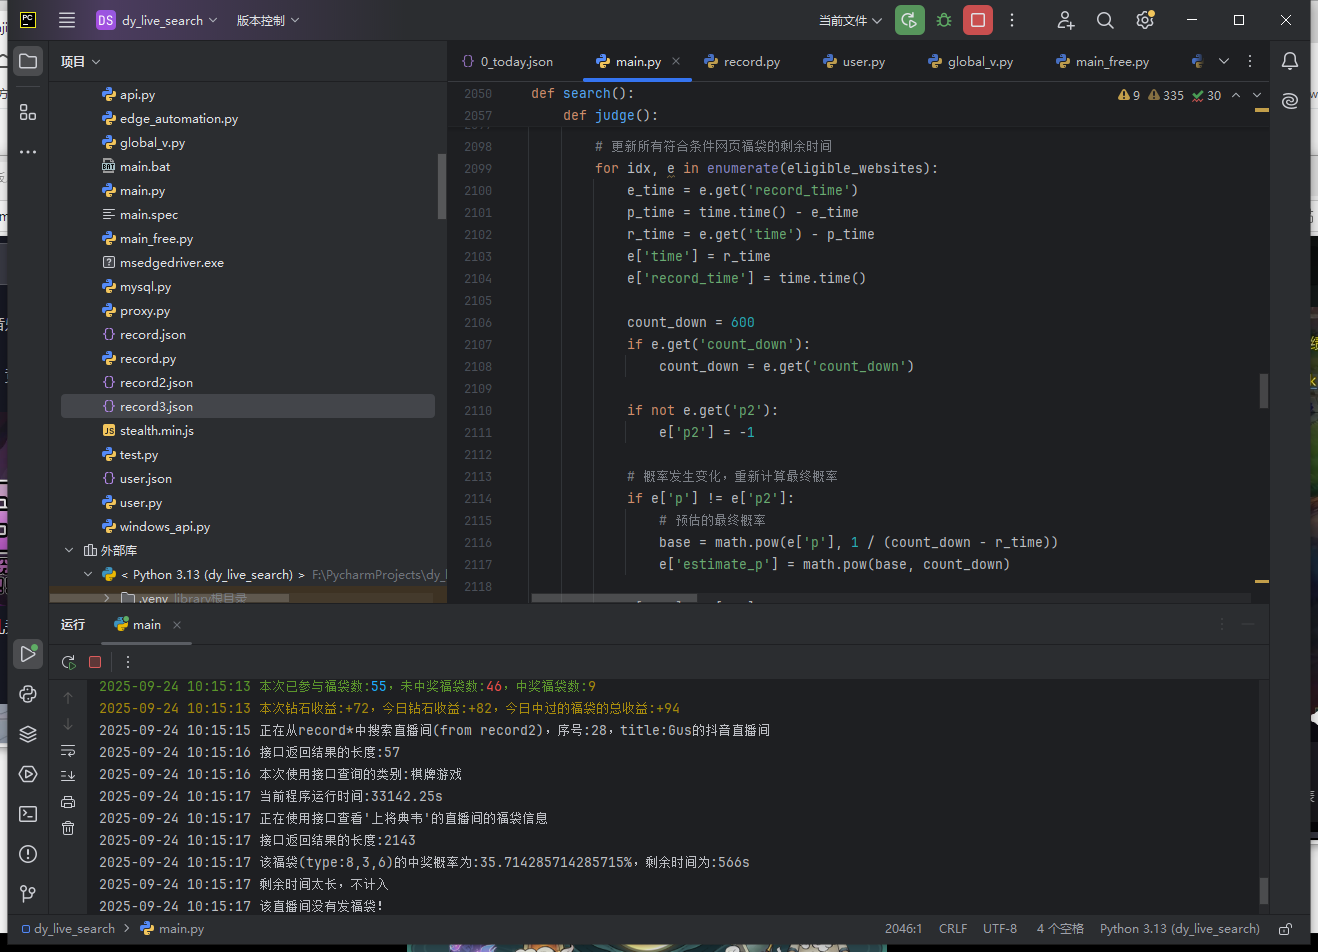 PC
DS dy_live_search 版本控制 当前文件
项目
0_today.json main.py record.py user.py global_v.py main_free.py
api.py
edge_automation.py
global_v.py
main.bat
main.py
main.spec
main_free.py
msedgedriver.exe
mysql.py
proxy.py
record.json
record.py
record2.json
record3.json
stealth.min.js
test.py
user.json
user.py
windows_api.py
外部库
< Python 3.13 (dy_live_search) > F:\PycharmProjects\dy_l
.venv library根目录
9 335 30
2050 def search():
2057 def judge():
2098 # 更新所有符合条件网页福袋的剩余时间
2099 for idx, e in enumerate(eligible_websites):
2100 e_time = e.get('record_time')
2101 p_time = time.time() - e_time
2102 r_time = e.get('time') - p_time
2103 e['time'] = r_time
2104 e['record_time'] = time.time()
2105
2106 count_down = 600
2107 if e.get('count_down'):
2108 count_down = e.get('count_down')
2109
2110 if not e.get('p2'):
2111 e['p2'] = -1
2112
2113 # 概率发生变化，重新计算最终概率
2114 if e['p'] != e['p2']:
2115 # 预估的最终概率
2116 base = math.pow(e['p'], 1 / (count_down - r_time))
2117 e['estimate_p'] = math.pow(base, count_down)
2118
运行 main
2025-09-24 10:15:13 本次已参与福袋数:55，未中奖福袋数:46，中奖福袋数:9
2025-09-24 10:15:13 本次钻石收益:+72，今日钻石收益:+82，今日中过的福袋的总收益:+94
2025-09-24 10:15:15 正在从record*中搜索直播间(from record2)，序号:28，title:Gus的抖音直播间
2025-09-24 10:15:16 接口返回结果的长度:57
2025-09-24 10:15:16 本次使用接口查询的类别:棋牌游戏
2025-09-24 10:15:17 当前程序运行时间:33142.25s
2025-09-24 10:15:17 正在使用接口查看'上将典韦'的直播间的福袋信息
2025-09-24 10:15:17 接口返回结果的长度:2143
2025-09-24 10:15:17 该福袋(type:8,3,6)的中奖概率为:35.714285714285715%，剩余时间为:566s
2025-09-24 10:15:17 剩余时间太长，不计入
2025-09-24 10:15:17 该直播间没有发福袋!
dy_live_search main.py 2046:1 CRLF UTF-8 4 个空格 Python 3.13 (dy_live_search)